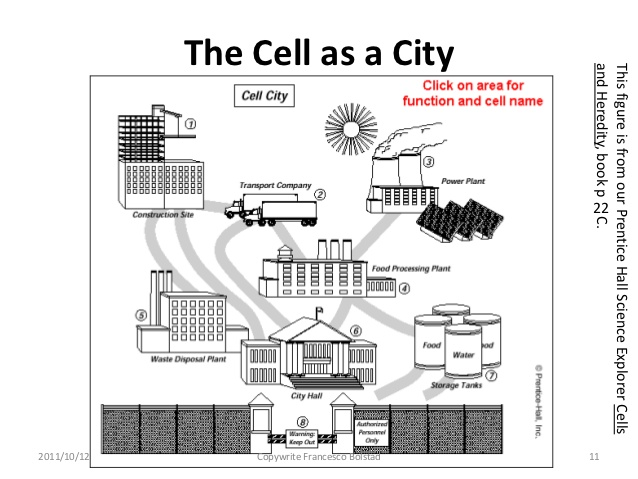 The Cell as a City
Click on area for
function and cell name
Cell City
1
Construction Site
Transport Company
2
3
Power Plant
Food Processing Plant
4
5
Waste Disposal Plant
6
City Hall
Food
Water
ood
7
Storage Tanks
8
Warning:
Keep Out
Authorized
Personnel
Only
© Prentice-Hall, Inc.
This figure is from our Prentice Hall Science Explorer Cells
and Heredity, book p 22 C.
2011/10/12
Copywrite Francesco Bolstad
11